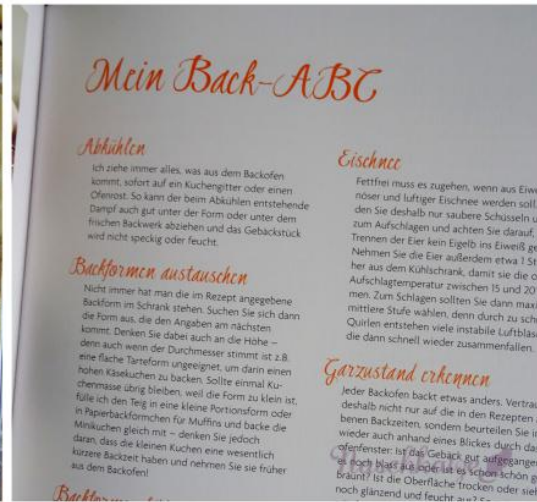 Mein Back-ABC
Abkühlen
Ich ziehe immer alles, was aus dem Backofen
kommt, sofort auf ein Kuchengitter oder einen
Ofenrost. So kann der beim Abkühlen entstehende
Dampf auch gut unter der Form oder unter dem
frischen Backwerk abziehen und das Gebäckstück
wird nicht speckig oder feucht.
Backformen austauschen
Nicht immer hat man die im Rezept angegebene
Backform im Schrank stehen. Suchen Sie sich dann
die Form aus, die den Angaben am nächsten
kommt. Denken Sie dabei auch an die Höhe –
denn auch wenn der Durchmesser stimmt ist z.B.
eine flache Tarteform ungeeignet, um darin einen
hohen Käsekuchen zu backen. Sollte einmal Ku-
chenmasse übrig bleiben, weil die Form zu klein ist,
fülle ich den Teig in eine kleine Portionsform oder
in Papierbackförmchen für Muffins und backe die
Minikuchen gleich mit – denken Sie jedoch
daran, dass die kleinen Kuchen eine wesentlich
kürzere Backzeit haben und nehmen Sie sie früher
aus dem Backofen!
Backformen
Eischnee
Fettfrei muss es zugehen, wenn aus Eiwe
nöser und luftiger Eischnee werden soll.
den Sie deshalb nur saubere Schüsseln u
zum Aufschlagen und achten Sie darauf,
Trennen der Eier kein Eigelb ins Eiweiß ge
Nehmen Sie die Eier außerdem etwa 1 St
her aus dem Kühlschrank, damit sie die o
Aufschlagtemperatur zwischen 15 und 20
men. Zum Schlagen sollten Sie dann maxi
mittlere Stufe wählen, denn durch zu sch
Quirlen entstehen viele instabile Luftblas
die dann schnell wieder zusammenfallen.
Garzustand erkennen
Jeder Backofen backt etwas anders. Vertrau
deshalb nicht nur auf die in den Rezepten a
benen Backzeiten, sondern beurteilen Sie in
wieder auch anhand eines Blickes durch das
ofenfenster: Ist das Gebäck gut aufgegangen
noch blass oder ist es schon schön g
bräunt? Ist die Oberfläche trocken oder sieh
noch glänzend und feucht aus?